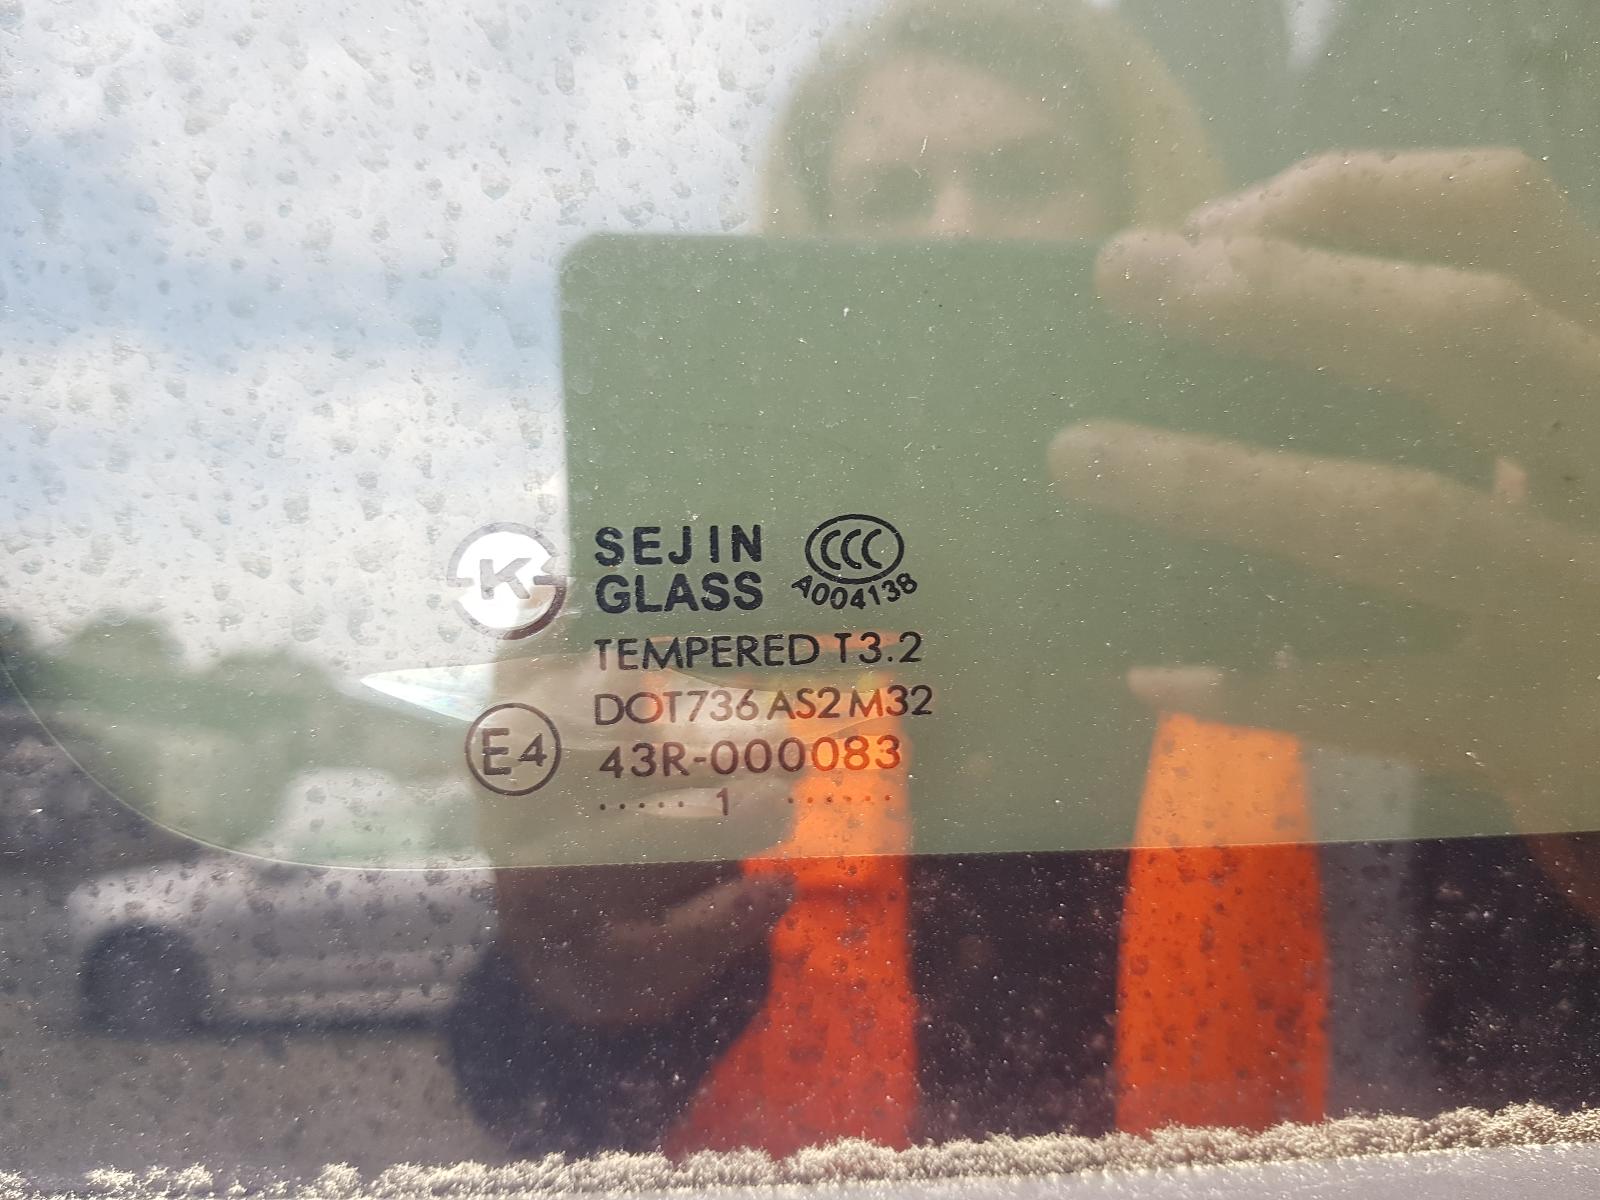 K
SEJIN
GLASS
CCC
A004138
TEMPERED T3.2
DOT736 AS2 M32
E4
43R-000083
..... 1 ......